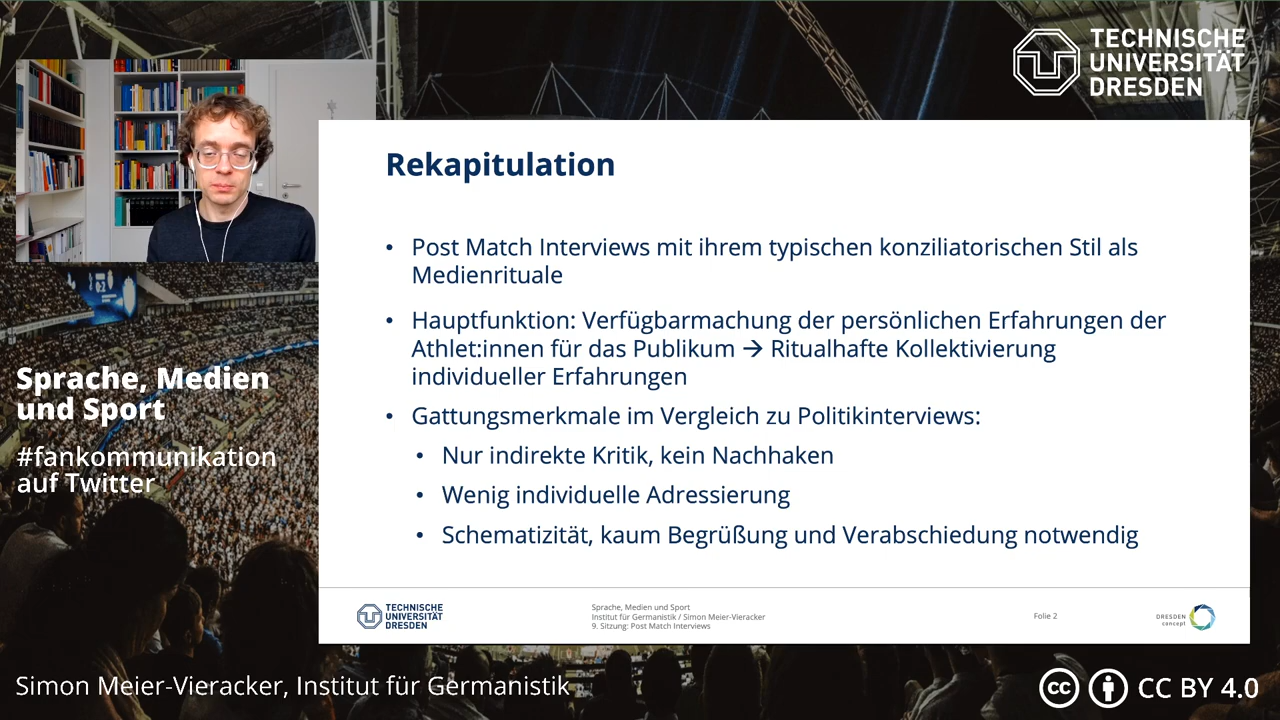 TECHNISCHE
UNIVERSITÄT
DRESDEN
Rekapitulation
• Post Match Interviews mit ihrem typischen konziliatorischen Stil als
Medienrituale
• Hauptfunktion: Verfügbarmachung der persönlichen Erfahrungen der
Athlet:innen für das Publikum → Ritualhafte Kollektivierung
individueller Erfahrungen
• Gattungsmerkmale im Vergleich zu Politikinterviews:
• Nur indirekte Kritik, kein Nachhaken
• Wenig individuelle Adressierung
• Schematizität, kaum Begrüßung und Verabschiedung notwendig
Sprache, Medien
und Sport
#fankommunikation
auf Twitter
TECHNISCHE
UNIVERSITÄT
DRESDEN
Sprache, Medien und Sport
Institut für Germanistik / Simon Meier-Vieracker
9. Sitzung: Post Match Interviews
Folie 2
DRESDEN
concept
Simon Meier-Vieracker, Institut für Germanistik
cc CC BY 4.0